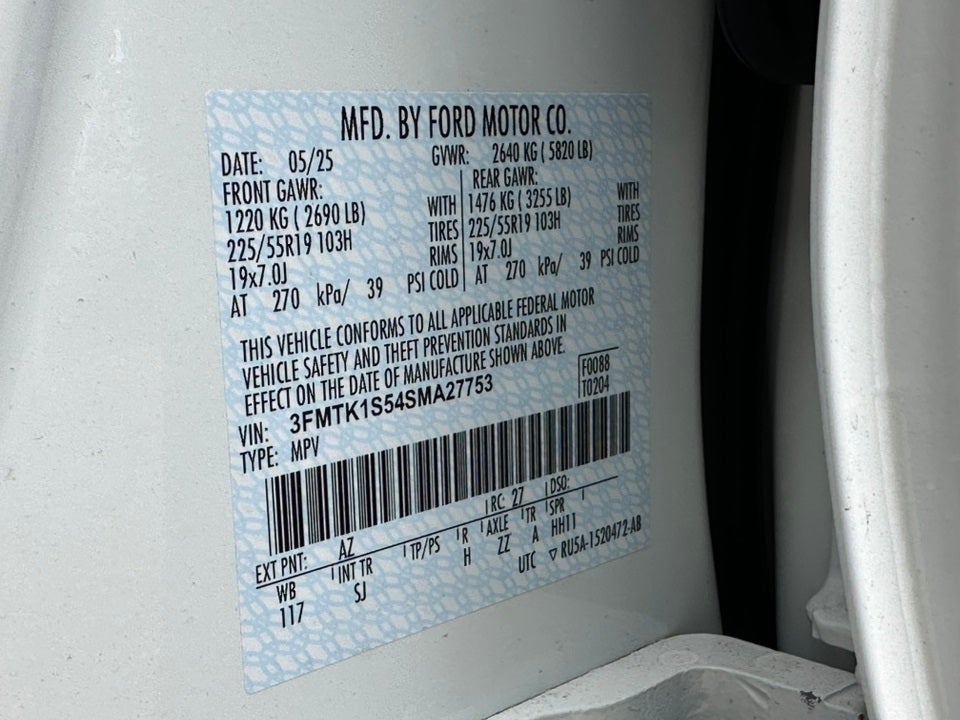 MFD. BY FORD MOTOR CO.
DATE: 05/25 GVWR: 2640 KG ( 5820 LB)
FRONT GAWR: REAR GAWR:
1220 KG ( 2690 LB) WITH 1476 KG ( 3255 LB) WITH
225/55R19 103H TIRES 225/55R19 103H TIRES
19x7.0J RIMS 19x7.0J RIMS
AT 270 kPa/ 39 PSI COLD AT 270 kPa/ 39 PSI COLD
THIS VEHICLE CONFORMS TO ALL APPLICABLE FEDERAL MOTOR
VEHICLE SAFETY AND THEFT PREVENTION STANDARDS IN
EFFECT ON THE DATE OF MANUFACTURE SHOWN ABOVE.
VIN: 3FMTK1S54SMA27753 F0088
TYPE: MPV T0204
EXT PNT: AZ RC: 27 DSO:
WB INT TR TP/PS R AXLE TR SPR
117 SJ H ZZ A HH11
UTC ▽ RU5A-1520472-AB